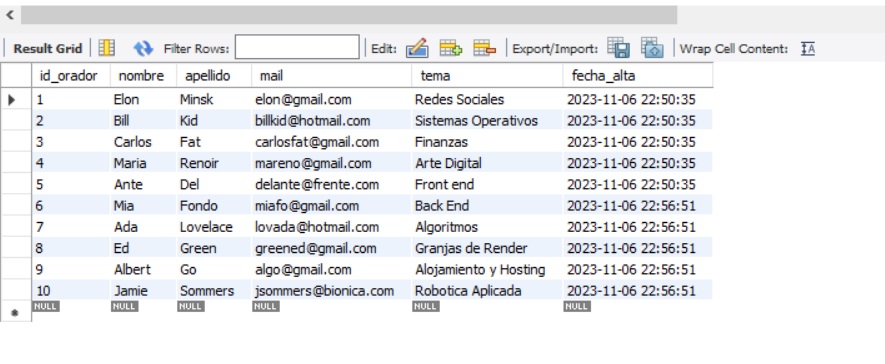 Result Grid Filter Rows: Edit: Export/Import: Wrap Cell Content: IA
id_orador nombre apellido mail tema fecha_alta
1 Elon Minsk elon@gmail.com Redes Sociales 2023-11-06 22:50:35
2 Bill Kid billkid@hotmail.com Sistemas Operativos 2023-11-06 22:50:35
3 Carlos Fat carlosfat@gmail.com Finanzas 2023-11-06 22:50:35
4 Maria Renoir mareno@gmail.com Arte Digital 2023-11-06 22:50:35
5 Ante Del delante@frente.com Front end 2023-11-06 22:50:35
6 Mia Fondo miafo@gmail.com Back End 2023-11-06 22:56:51
7 Ada Lovelace lovada@hotmail.com Algoritmos 2023-11-06 22:56:51
8 Ed Green greened@gmail.com Granjas de Render 2023-11-06 22:56:51
9 Albert Go algo@gmail.com Alojamiento y Hosting 2023-11-06 22:56:51
10 Jamie Sommers jsommers@bionica.com Robotica Aplicada 2023-11-06 22:56:51
NULL NULL NULL NULL NULL NULL